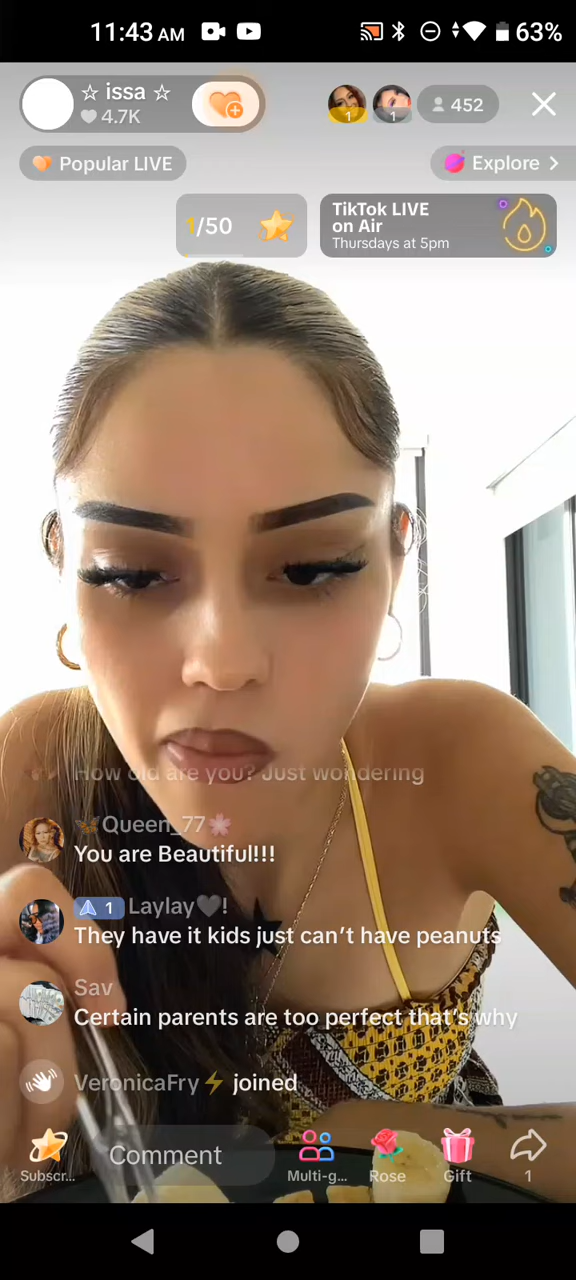 11:43 AM
63%
☆ issa ☆
4.7K
1
1
452
Popular LIVE
Explore >
1/50
TikTok LIVE
on Air
Thursdays at 5pm
How old are you? Just wondering
🦋Queen_77🌸
You are Beautiful!!!
1 Laylay🖤!
They have it kids just can't have peanuts
Sav
Certain parents are too perfect that's why
VeronicaFry⚡ joined
Comment
Subscr...
Multi-g...
Rose
Gift
1